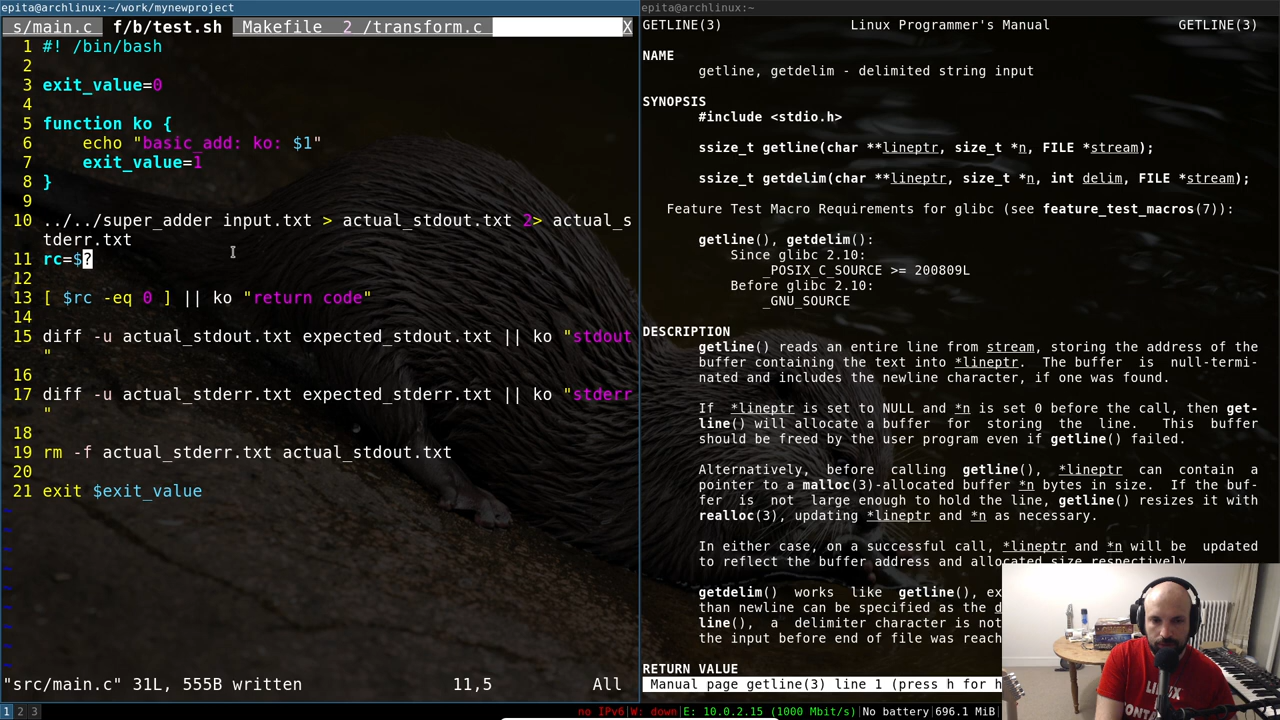 epita@archlinux:~/work/mynewproject
s/main.c f/b/test.sh Makefile 2 /transform.c X
1 #! /bin/bash
2
3 exit_value=0
4
5 function ko {
6 echo "basic_add: ko: $1"
7 exit_value=1
8 }
9
10 ../../super_adder input.txt > actual_stdout.txt 2> actual_s
tderr.txt
11 rc=$?
12
13 [ $rc -eq 0 ] || ko "return code"
14
15 diff -u actual_stdout.txt expected_stdout.txt || ko "stdout
"
16
17 diff -u actual_stderr.txt expected_stderr.txt || ko "stderr
"
18
19 rm -f actual_stderr.txt actual_stdout.txt
20
21 exit $exit_value
~
~
~
~
~
~
~
~
~
"src/main.c" 31L, 555B written 11,5 All
epita@archlinux:~
GETLINE(3) Linux Programmer's Manual GETLINE(3)
NAME
getline, getdelim - delimited string input
SYNOPSIS
#include <stdio.h>
ssize_t getline(char **lineptr, size_t *n, FILE *stream);
ssize_t getdelim(char **lineptr, size_t *n, int delim, FILE *stream);
Feature Test Macro Requirements for glibc (see feature_test_macros(7)):
getline(), getdelim():
Since glibc 2.10:
_POSIX_C_SOURCE >= 200809L
Before glibc 2.10:
_GNU_SOURCE
DESCRIPTION
getline() reads an entire line from stream, storing the address of the
buffer containing the text into *lineptr. The buffer is null-termi-
nated and includes the newline character, if one was found.
If *lineptr is set to NULL and *n is set 0 before the call, then get-
line() will allocate a buffer for storing the line. This buffer
should be freed by the user program even if getline() failed.
Alternatively, before calling getline(), *lineptr can contain a
pointer to a malloc(3)-allocated buffer *n bytes in size. If the buf-
fer is not large enough to hold the line, getline() resizes it with
realloc(3), updating *lineptr and *n as necessary.
In either case, on a successful call, *lineptr and *n will be updated
to reflect the buffer address and allocated size respectively.
getdelim() works like getline(), ex
than newline can be specified as the d
line(), a delimiter character is not
the input before end of file was reach
RETURN VALUE
Manual page getline(3) line 1 (press h for h
1 2 3 no IPv6|W: down|E: 10.0.2.15 (1000 Mbit/s)|No battery|696.1 MiB
LINUX